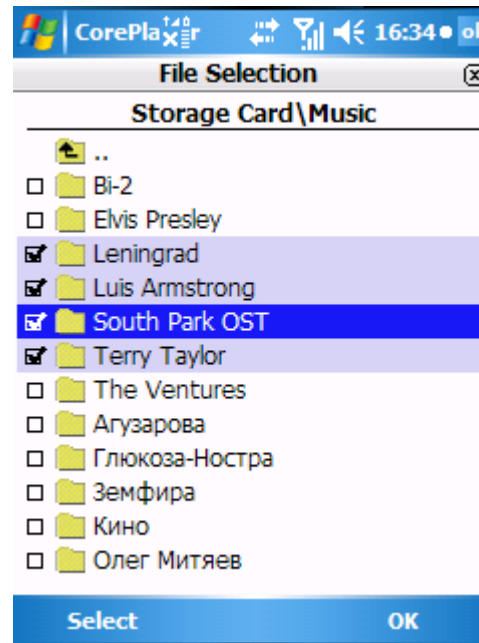 CorePlayer 16:34
File Selection
Storage Card\Music
..
Bi-2
Elvis Presley
Leningrad
Luis Armstrong
South Park OST
Terry Taylor
The Ventures
Агузарова
Глюкоза-Ностра
Земфира
Кино
Олег Митяев
Select OK